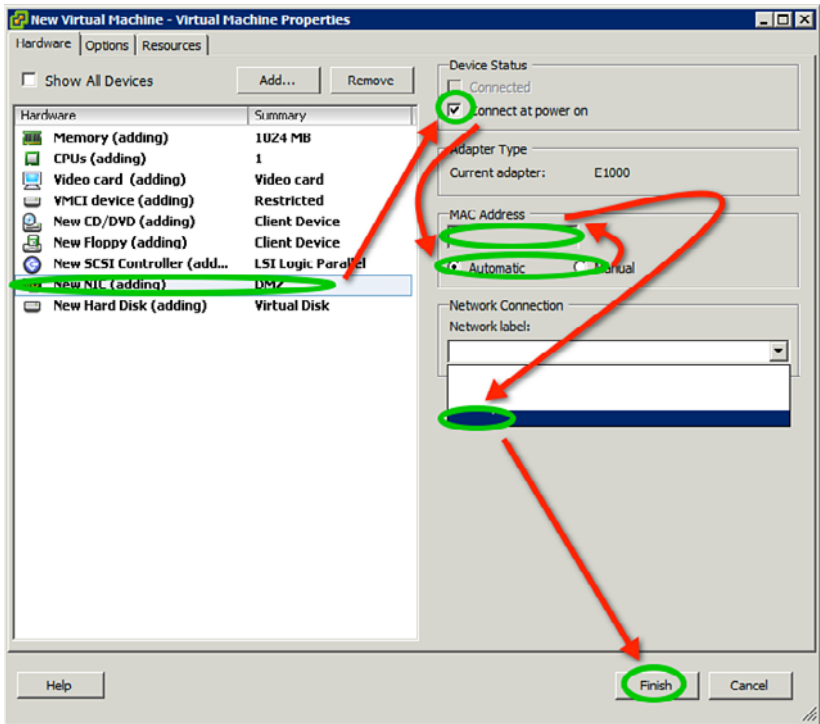 New Virtual Machine - Virtual Machine Properties
Hardware Options Resources
Show All Devices Add... Remove
Hardware Summary
Memory (adding) 1024 MB
CPUs (adding) 1
Video card (adding) Video card
VMCI device (adding) Restricted
New CD/DVD (adding) Client Device
New Floppy (adding) Client Device
New SCSI Controller (add... LSI Logic Parallel
New NIC (adding) DMZ
New Hard Disk (adding) Virtual Disk
Device Status
Connected
Connect at power on
Adapter Type
Current adapter: E1000
MAC Address
Automatic Manual
Network Connection
Network label:
Help Finish Cancel